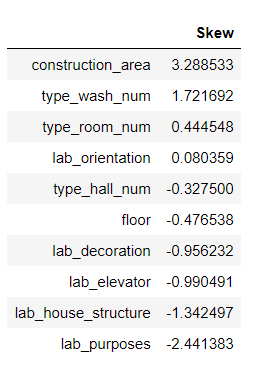 Skew
construction_area 3.288533
type_wash_num 1.721692
type_room_num 0.444548
lab_orientation 0.080359
type_hall_num -0.327500
floor -0.476538
lab_decoration -0.956232
lab_elevator -0.990491
lab_house_structure -1.342497
lab_purposes -2.441383